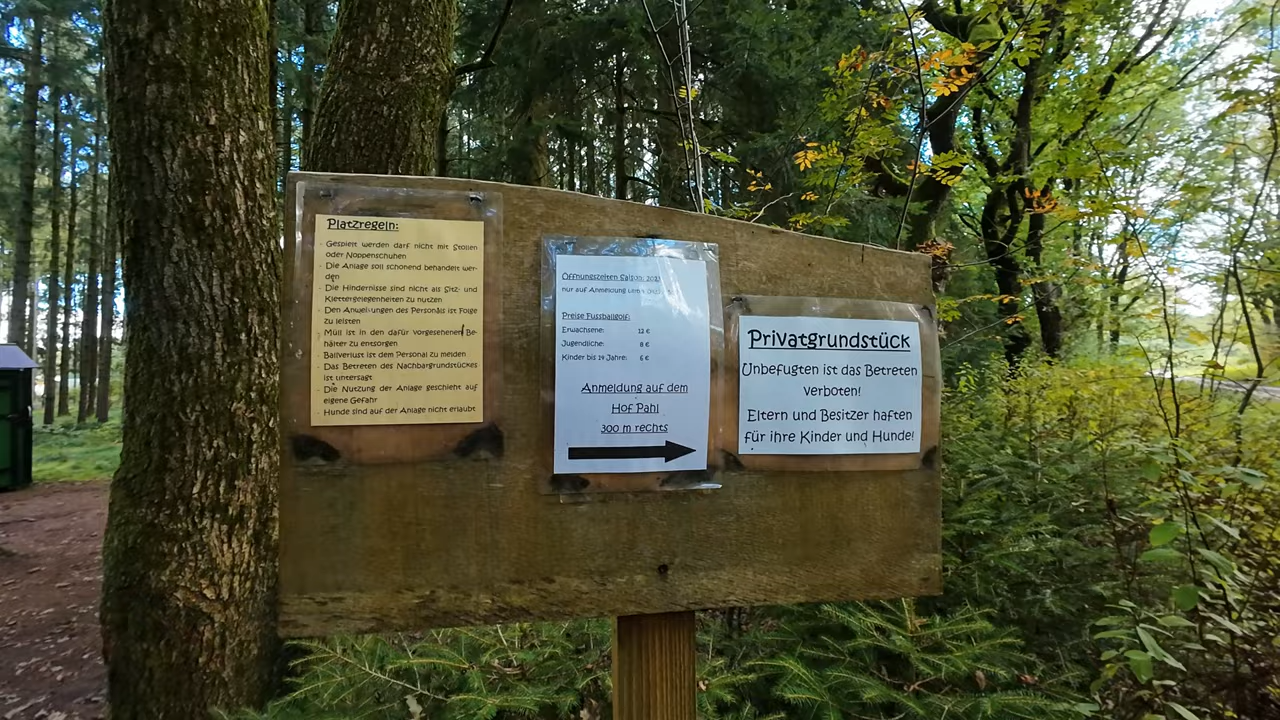 Platzregeln:
- Gespielt werden darf nicht mit Stollen
oder Noppenschuhen
- Die Anlage soll schonend behandelt wer-
den
- Die Hindernisse sind nicht als Sitz- und
Klettergelegenheiten zu nutzen
- Den Anweisungen des Personals ist Folge
zu leisten
- Müll ist in den dafür vorgesehenen Be-
hälter zu entsorgen
- Ballverlust ist dem Personal zu melden
- Das Betreten des Nachbargrundstückes
ist untersagt
- Die Nutzung der Anlage geschieht auf
eigene Gefahr
- Hunde sind auf der Anlage nicht erlaubt
Öffnungszeiten Saison:
nur auf Anmeldung
Preise Fussballgolf:
Erwachsene: 12 €
Jugendliche: 8 €
Kinder bis 14 Jahre: 6 €
Anmeldung auf dem
Hof Pahl
300 m rechts
Privatgrundstück
Unbefugten ist das Betreten
verboten!
Eltern und Besitzer haften
für ihre Kinder und Hunde!